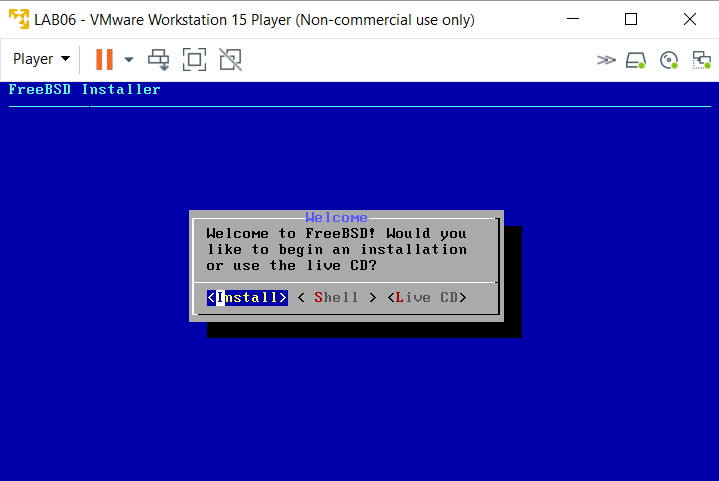 LAB06 - VMware Workstation 15 Player (Non-commercial use only)
Player
FreeBSD Installer
Welcome
Welcome to FreeBSD! Would you
like to begin an installation
or use the live CD?
<Install> < Shell > <Live CD>